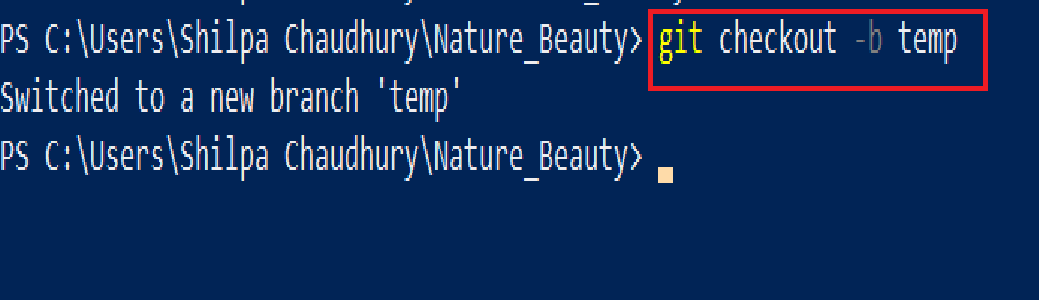 PS C:\Users\Shilpa Chaudhury\Nature_Beauty> git checkout -b temp
Switched to a new branch 'temp'
PS C:\Users\Shilpa Chaudhury\Nature_Beauty>